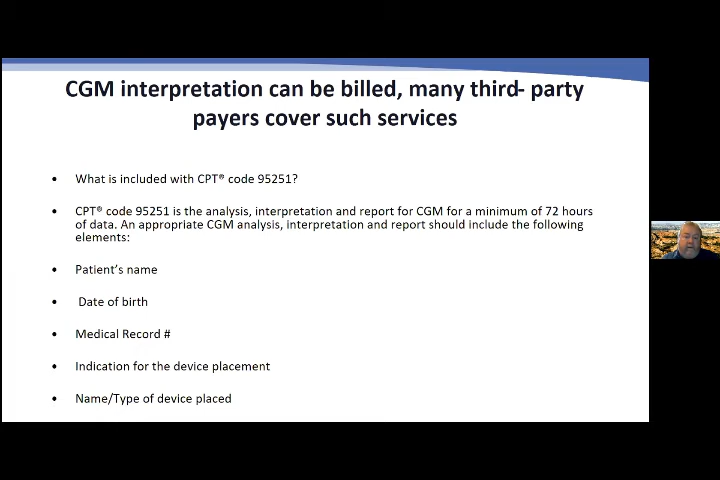 CGM interpretation can be billed, many third- party
payers cover such services
• What is included with CPT® code 95251?
• CPT® code 95251 is the analysis, interpretation and report for CGM for a minimum of 72 hours
of data. An appropriate CGM analysis, interpretation and report should include the following
elements:
• Patient's name
• Date of birth
• Medical Record #
• Indication for the device placement
• Name/Type of device placed